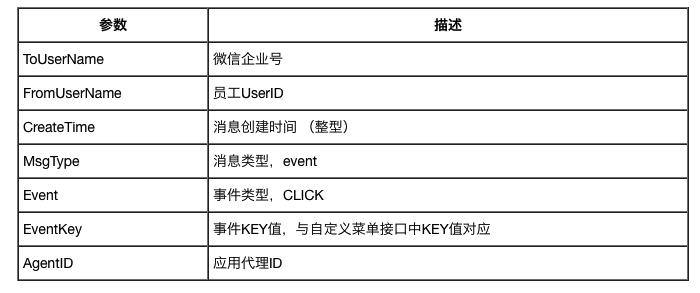 参数 描述
ToUserName 微信企业号
FromUserName 员工UserID
CreateTime 消息创建时间 （整型）
MsgType 消息类型，event
Event 事件类型，CLICK
EventKey 事件KEY值，与自定义菜单接口中KEY值对应
AgentID 应用代理ID